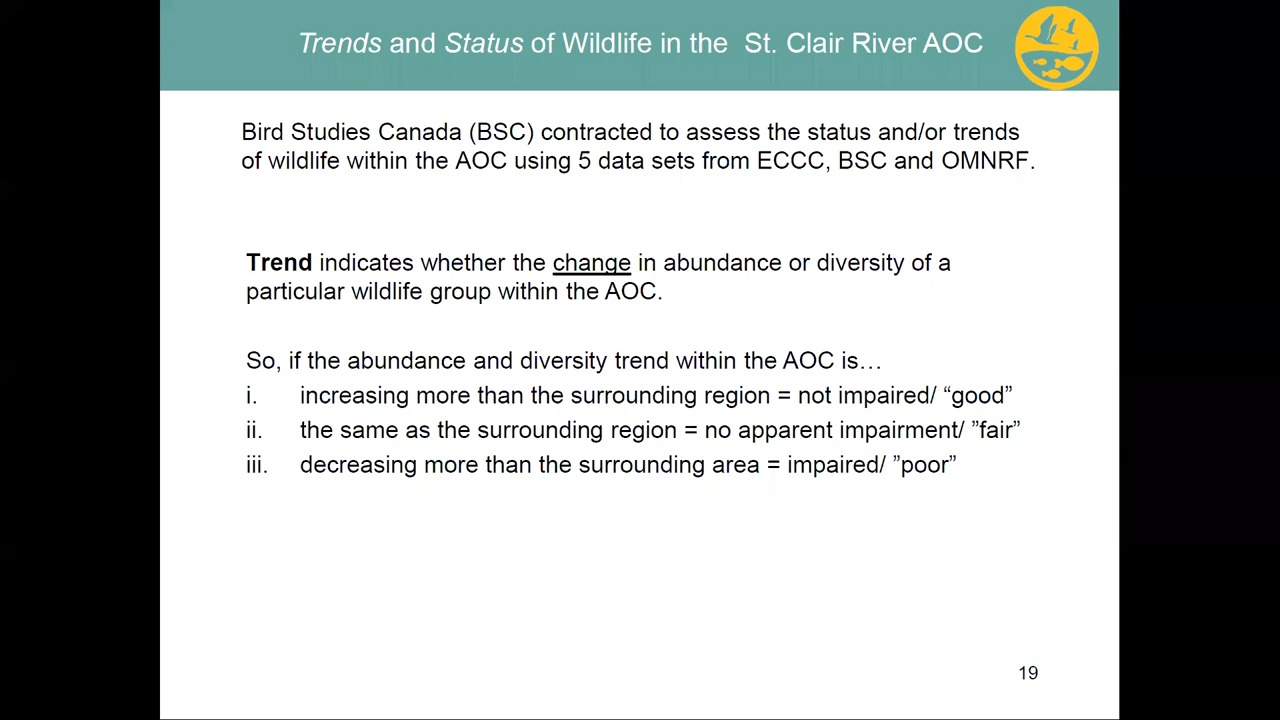 Trends and Status of Wildlife in the St. Clair River AOC
Bird Studies Canada (BSC) contracted to assess the status and/or trends
of wildlife within the AOC using 5 data sets from ECCC, BSC and OMNRF.
Trend indicates whether the change in abundance or diversity of a
particular wildlife group within the AOC.
So, if the abundance and diversity trend within the AOC is…
i. increasing more than the surrounding region = not impaired/ “good”
ii. the same as the surrounding region = no apparent impairment/ ”fair”
iii. decreasing more than the surrounding area = impaired/ ”poor”
19